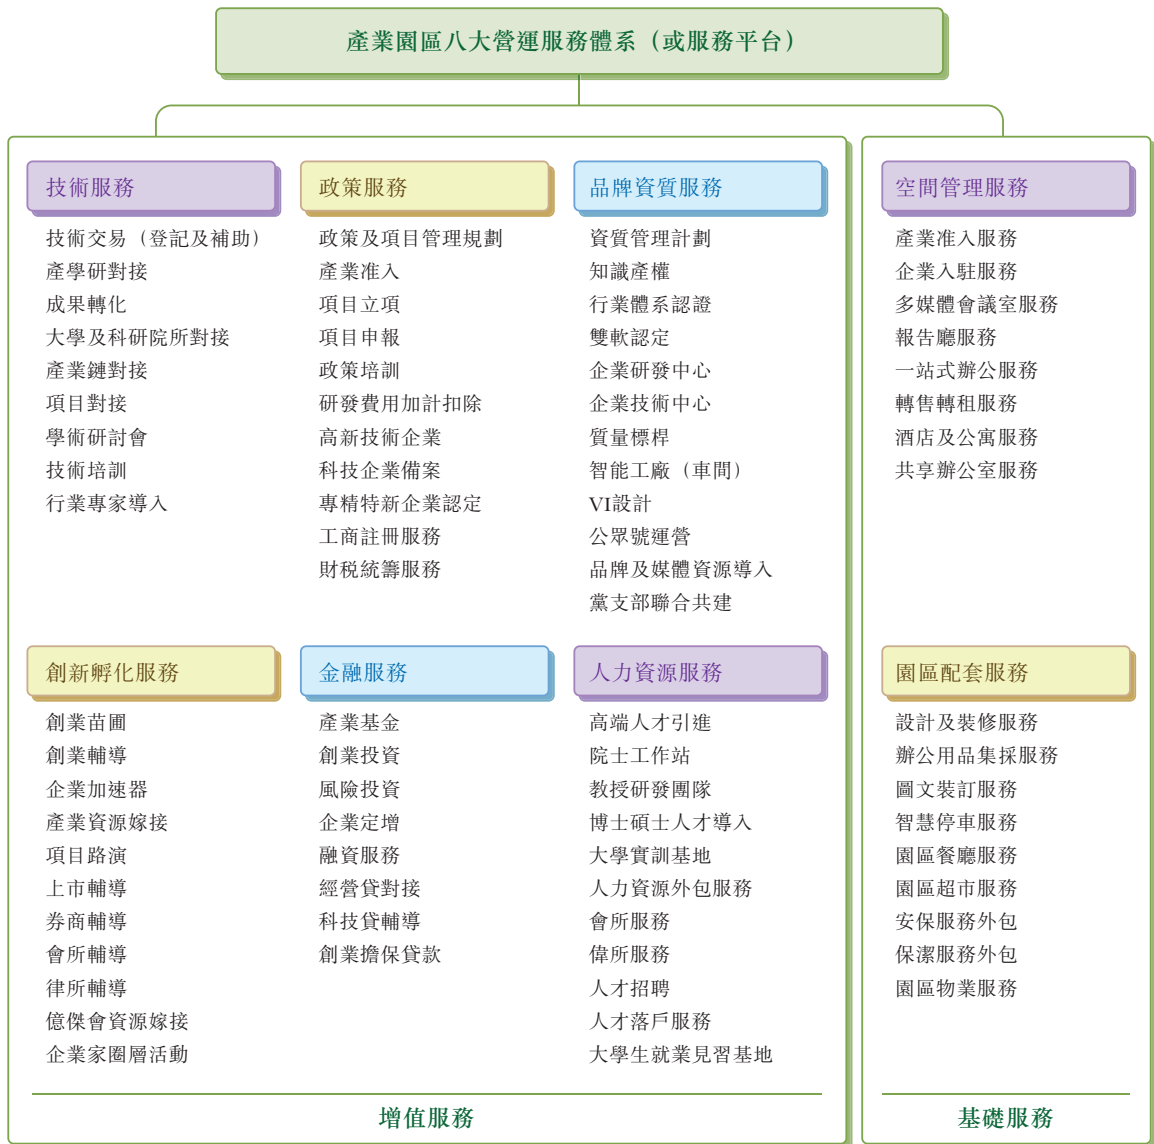 產業園區八大營運服務體系（或服務平台）
技術服務
技術交易（登記及補助）
產學研對接
成果轉化
大學及科研院所對接
產業鏈對接
項目對接
學術研討會
技術培訓
行業專家導入
政策服務
政策及項目管理規劃
產業准入
項目立項
項目申報
政策培訓
研發費用加計扣除
高新技術企業
科技企業備案
專精特新企業認定
工商註冊服務
財稅統籌服務
品牌資質服務
資質管理計劃
知識產權
行業體系認證
雙軟認定
企業研發中心
企業技術中心
質量標桿
智能工廠（車間）
VI設計
公眾號運營
品牌及媒體資源導入
黨支部聯合共建
創新孵化服務
創業苗圃
創業輔導
企業加速器
產業資源嫁接
項目路演
上市輔導
券商輔導
會所輔導
律所輔導
億傑會資源嫁接
企業家圈層活動
金融服務
產業基金
創業投資
風險投資
企業定增
融資服務
經營貸對接
科技貸輔導
創業擔保貸款
人力資源服務
高端人才引進
院士工作站
教授研發團隊
博士碩士人才導入
大學實訓基地
人力資源外包服務
會所服務
偉所服務
人才招聘
人才落戶服務
大學生就業見習基地
增值服務
空間管理服務
產業准入服務
企業入駐服務
多媒體會議室服務
報告廳服務
一站式辦公服務
轉售轉租服務
酒店及公寓服務
共享辦公室服務
園區配套服務
設計及裝修服務
辦公用品集採服務
圖文裝訂服務
智慧停車服務
園區餐廳服務
園區超市服務
安保服務外包
保潔服務外包
園區物業服務
基礎服務